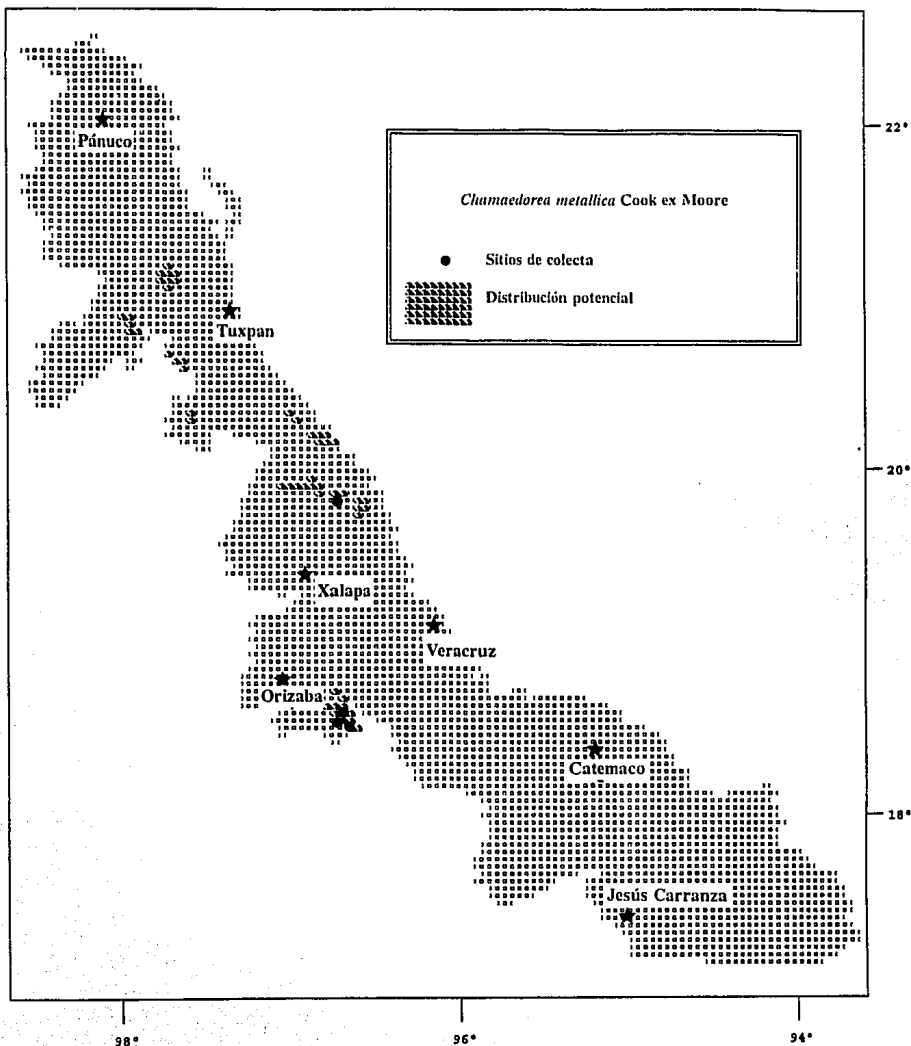 Pánuco
22°
Chamaedorea metallica Cook ex Moore
Sitios de colecta
Distribución potencial
Tuxpan
20°
Xalapa
Veracruz
Orizaba
Catemaco
18°
Jesús Carranza
98°
96°
94°